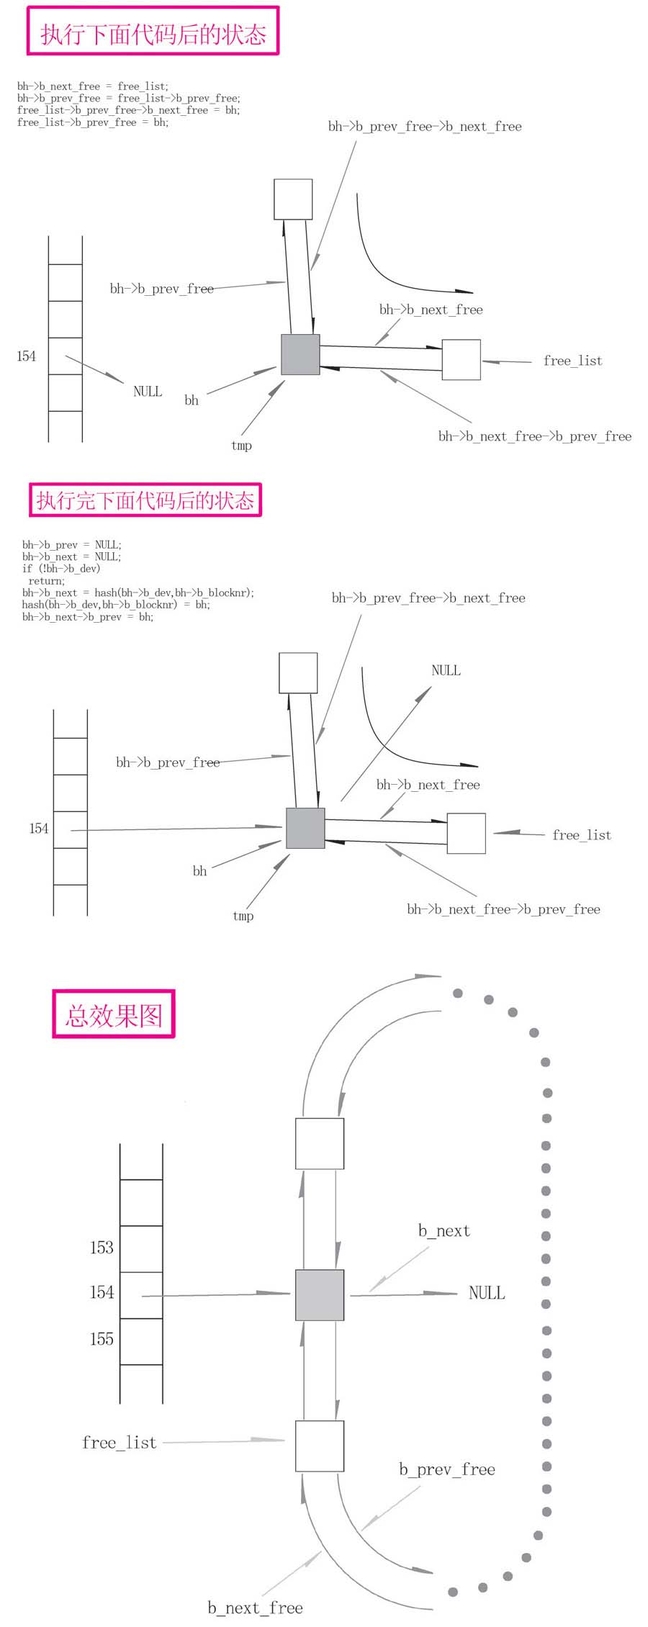 执行下面代码后的状态
bh->b_next_free = free_list;
bh->b_prev_free = free_list->b_prev_free;
free_list->b_prev_free->b_next_free = bh;
free_list->b_prev_free = bh;
bh->b_prev_free->b_next_free
bh->b_prev_free
bh->b_next_free
154
free_list
NULL
bh
bh->b_next_free->b_prev_free
tmp
执行完下面代码后的状态
bh->b_prev = NULL;
bh->b_next = NULL;
if (!bh->b_dev)
return;
bh->b_next = hash(bh->b_dev,bh->b_blocknr);
hash(bh->b_dev,bh->b_blocknr) = bh;
bh->b_next->b_prev = bh;
bh->b_prev_free->b_next_free
NULL
bh->b_prev_free
bh->b_next_free
154
free_list
bh
bh->b_next_free->b_prev_free
tmp
总效果图
b_next
153
154
NULL
155
free_list
b_prev_free
b_next_free